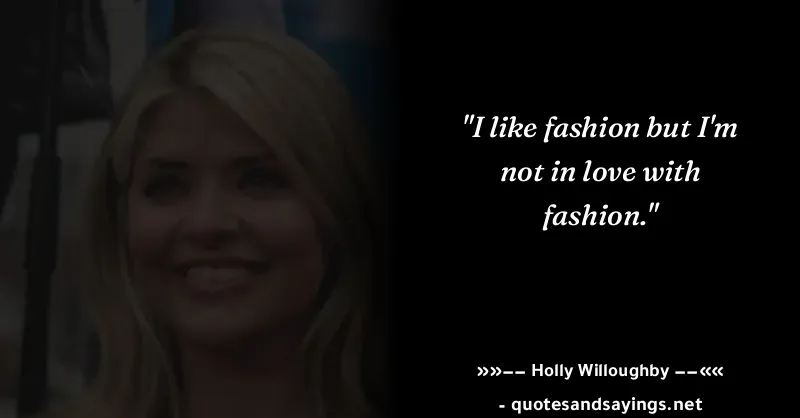 "I like fashion but I'm
not in love with
fashion."
»»−− Holly Willoughby −−««
- quotesandsayings.net